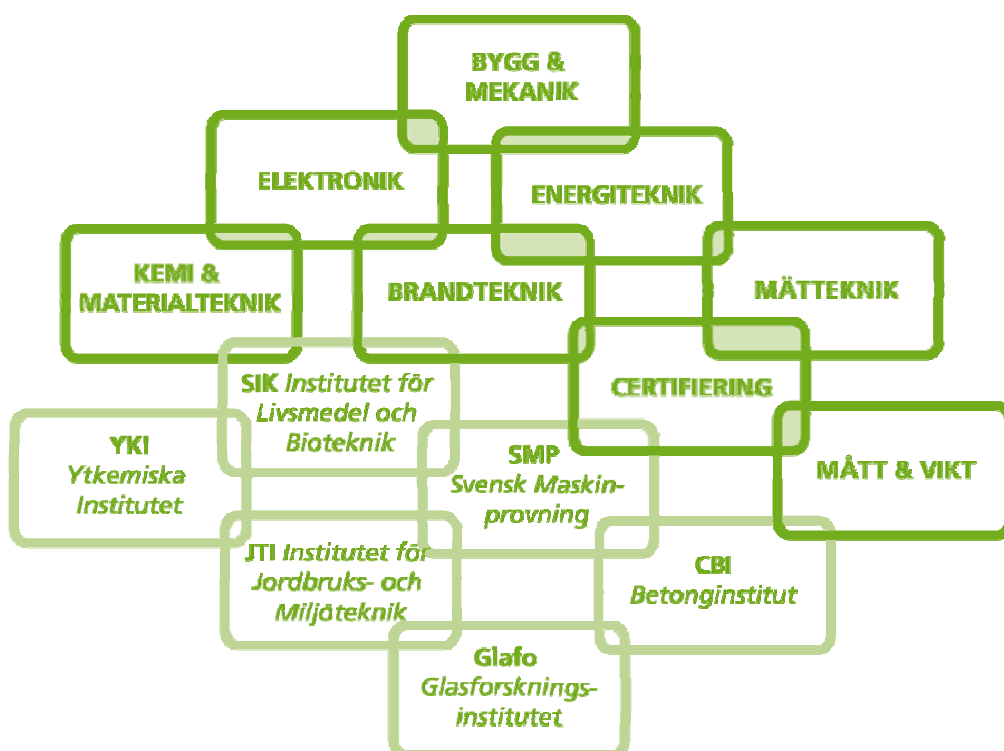 BYGG &
MEKANIK
ELEKTRONIK
ENERGITEKNIK
KEMI &
MATERIALTEKNIK
BRANDTEKNIK
MÄTTEKNIK
SIK Institutet för
Livsmedel och
Bioteknik
CERTIFIERING
YKI
Ytkemiska
Institutet
SMP
Svensk Maskin-
provning
MÅTT & VIKT
JTI Institutet för
Jordbruks- och
Miljöteknik
CBI
Betonginstitut
Glafo
Glasforsknings-
institutet